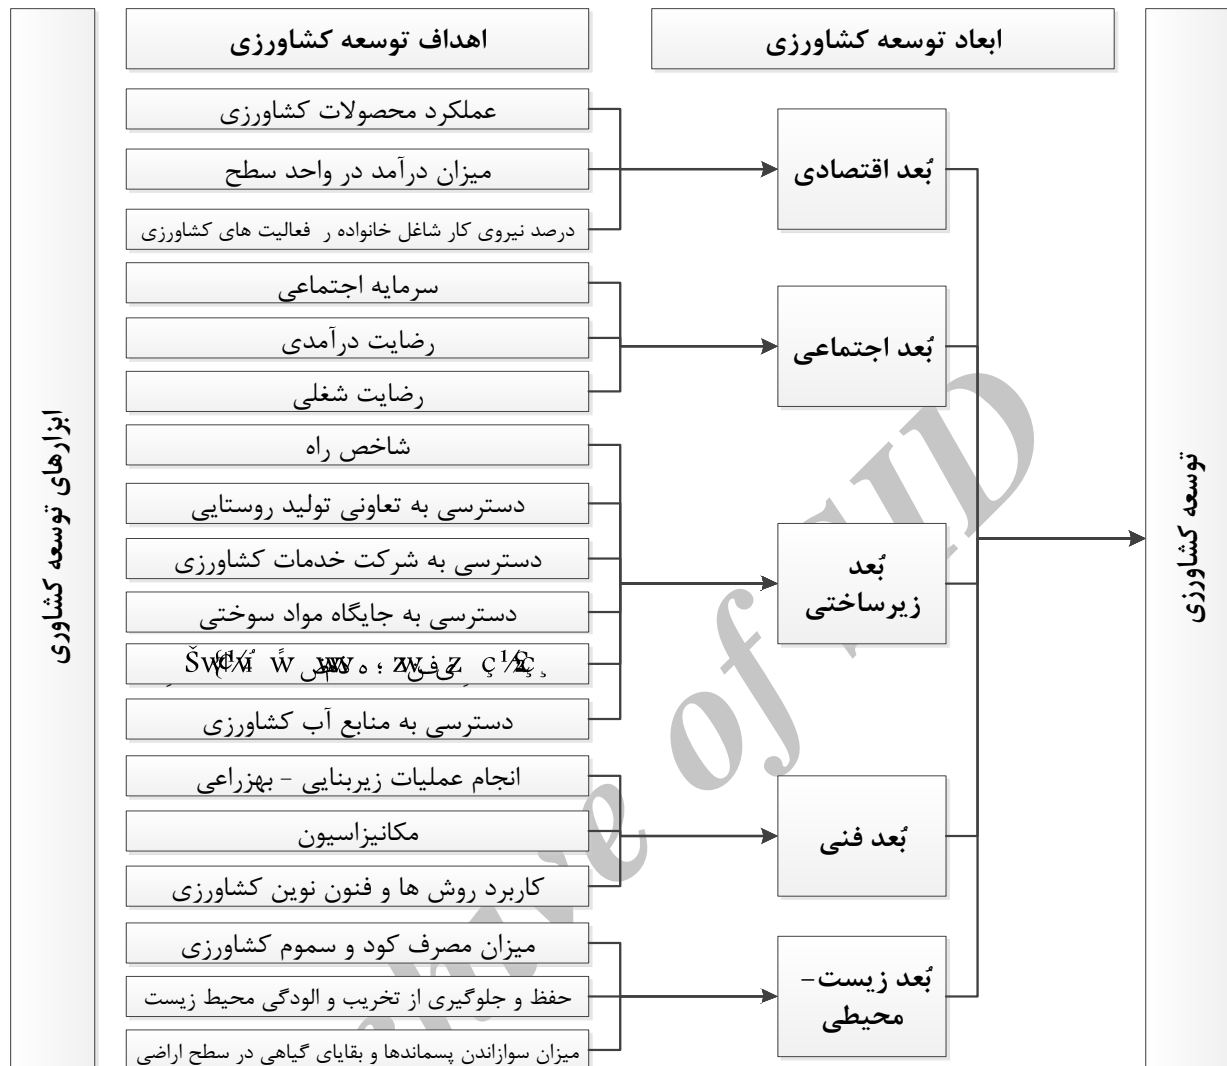 ابعاد توسعه کشاورزی
اهداف توسعه کشاورزی
توسعه کشاورزی
بُعد اقتصادی
عملکرد محصولات کشاورزی
میزان درآمد در واحد سطح
درصد نیروی کار شاغل خانواده ر فعالیت های کشاورزی
بُعد اجتماعی
سرمایه اجتماعی
رضایت درآمدی
رضایت شغلی
بُعد
زیرساختی
شاخص راه
دسترسی به تعاونی تولید روستایی
دسترسی به شرکت خدمات کشاورزی
دسترسی به جایگاه مواد سوختی
دسترسی به منابع آب کشاورزی
بُعد فنی
انجام عملیات زیربنایی - بهزراعی
مکانیزاسیون
کاربرد روش ها و فنون نوین کشاورزی
بُعد زیست-
محیطی
میزان مصرف کود و سموم کشاورزی
حفظ و جلوگیری از تخریب و الودگی محیط زیست
میزان سوازاندن پسماندها و بقایای گیاهی در سطح اراضی
ابزارهای توسعه کشاوری
Archive of SID